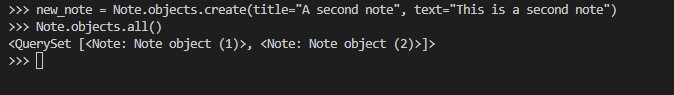 >>> new_note = Note.objects.create(title="A second note", text="This is a second note")
>>> Note.objects.all()
<QuerySet [<Note: Note object (1)>, <Note: Note object (2)>]>
>>>